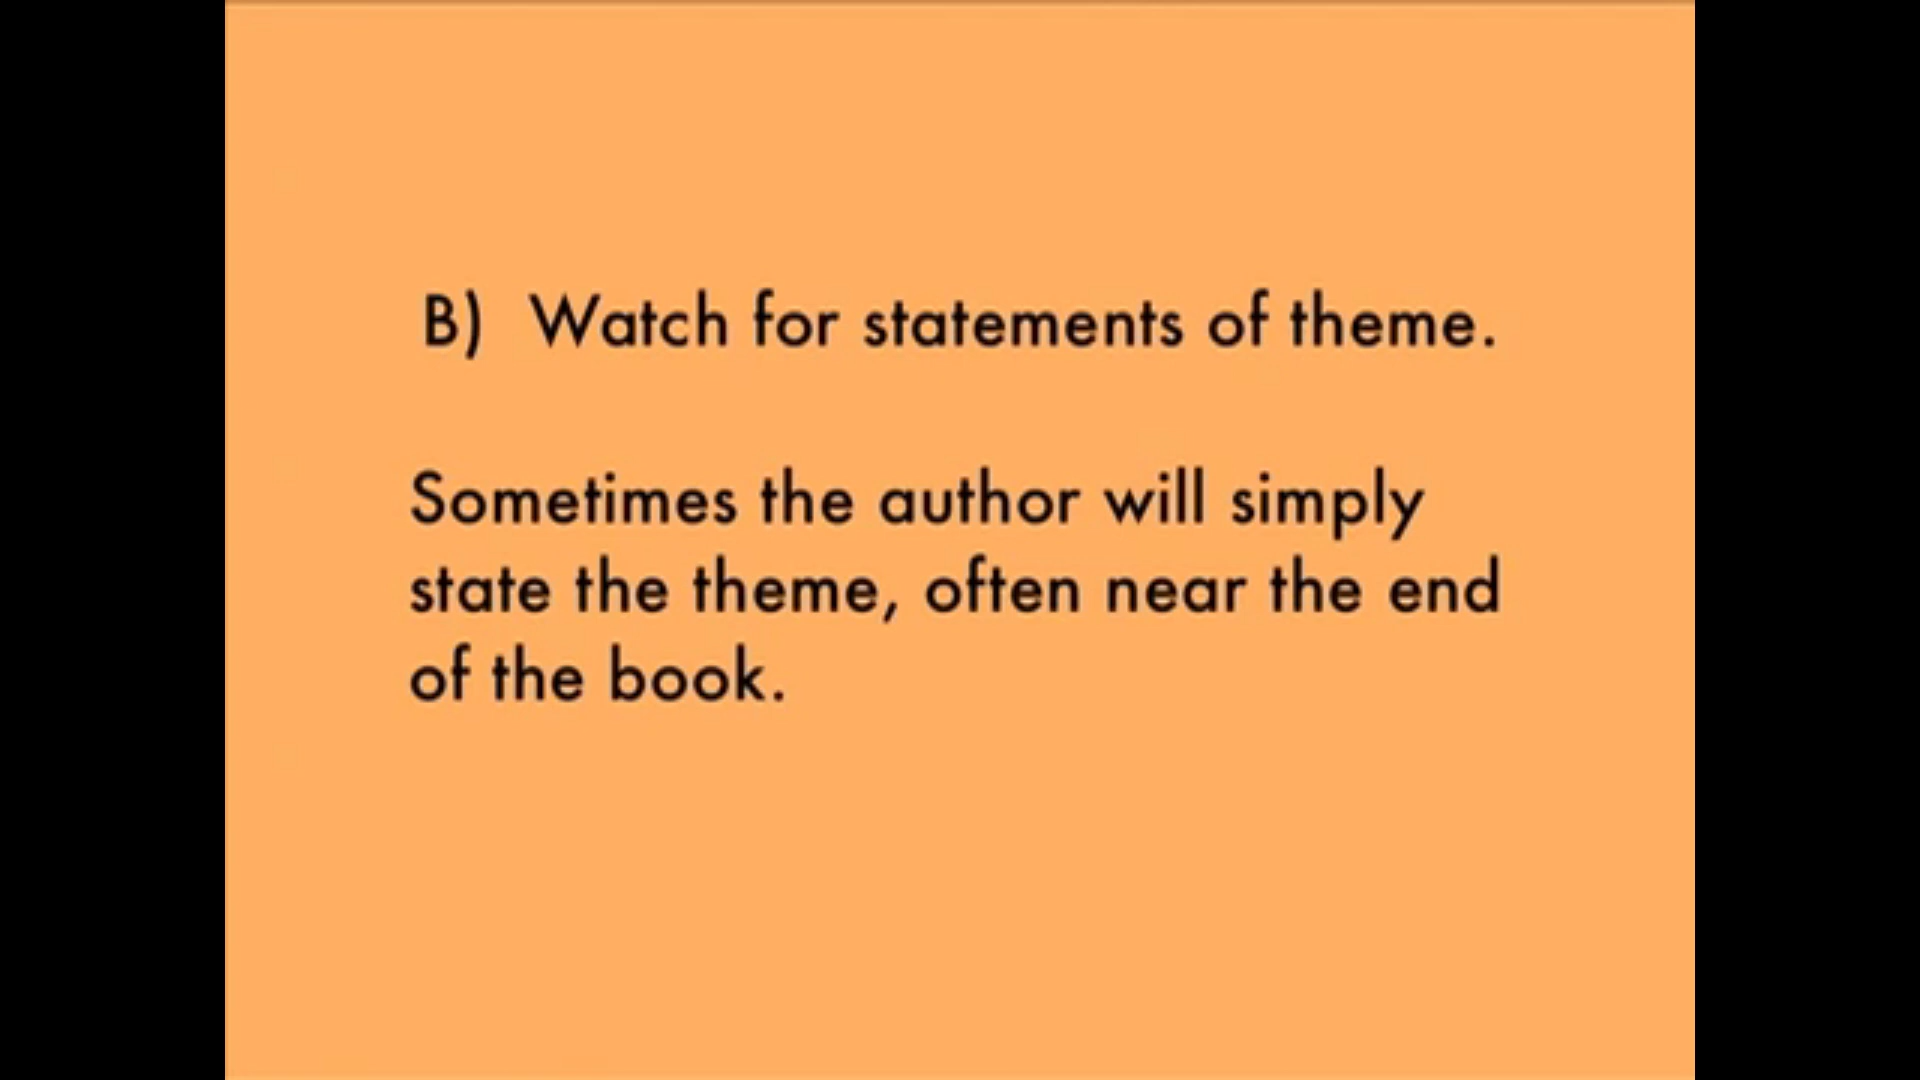 B) Watch for statements of theme.
Sometimes the author will simply
state the theme, often near the end
of the book.